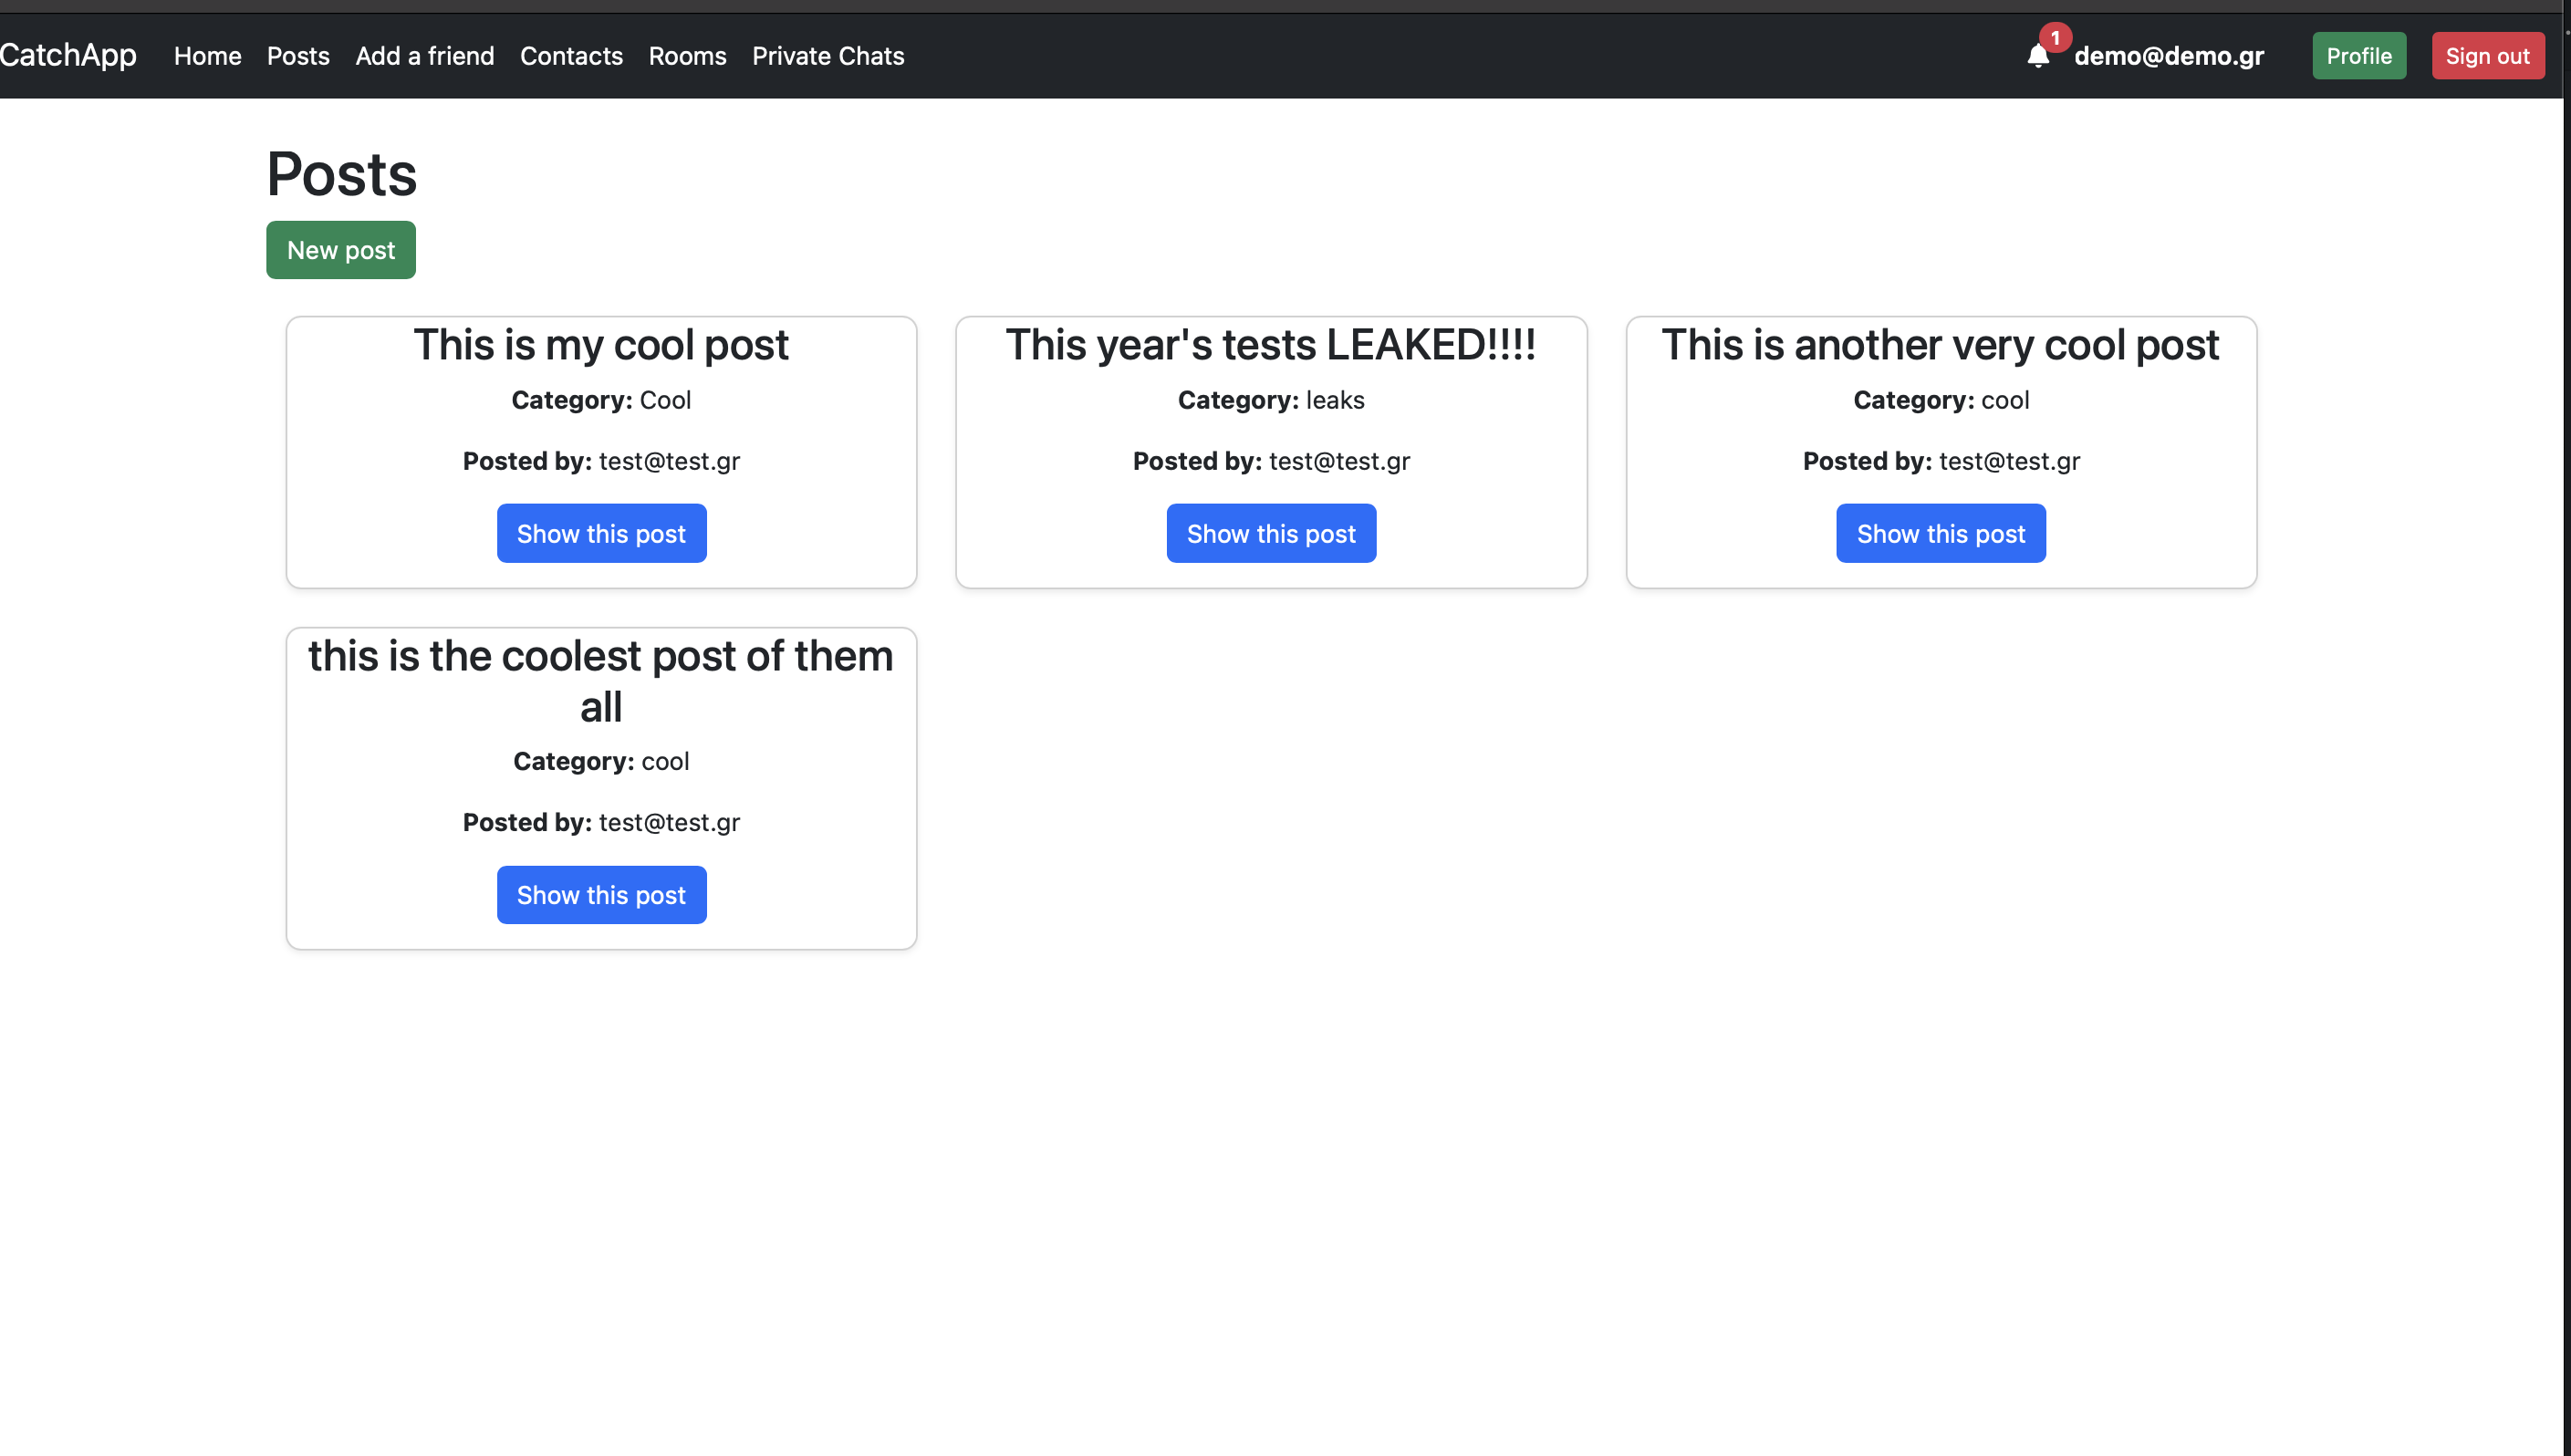 CatchApp Home Posts Add a friend Contacts Rooms Private Chats 1 demo@demo.gr Profile Sign out
Posts
New post
This is my cool post
Category: Cool
Posted by: test@test.gr
Show this post
This year's tests LEAKED!!!!
Category: leaks
Posted by: test@test.gr
Show this post
This is another very cool post
Category: cool
Posted by: test@test.gr
Show this post
this is the coolest post of them
all
Category: cool
Posted by: test@test.gr
Show this post